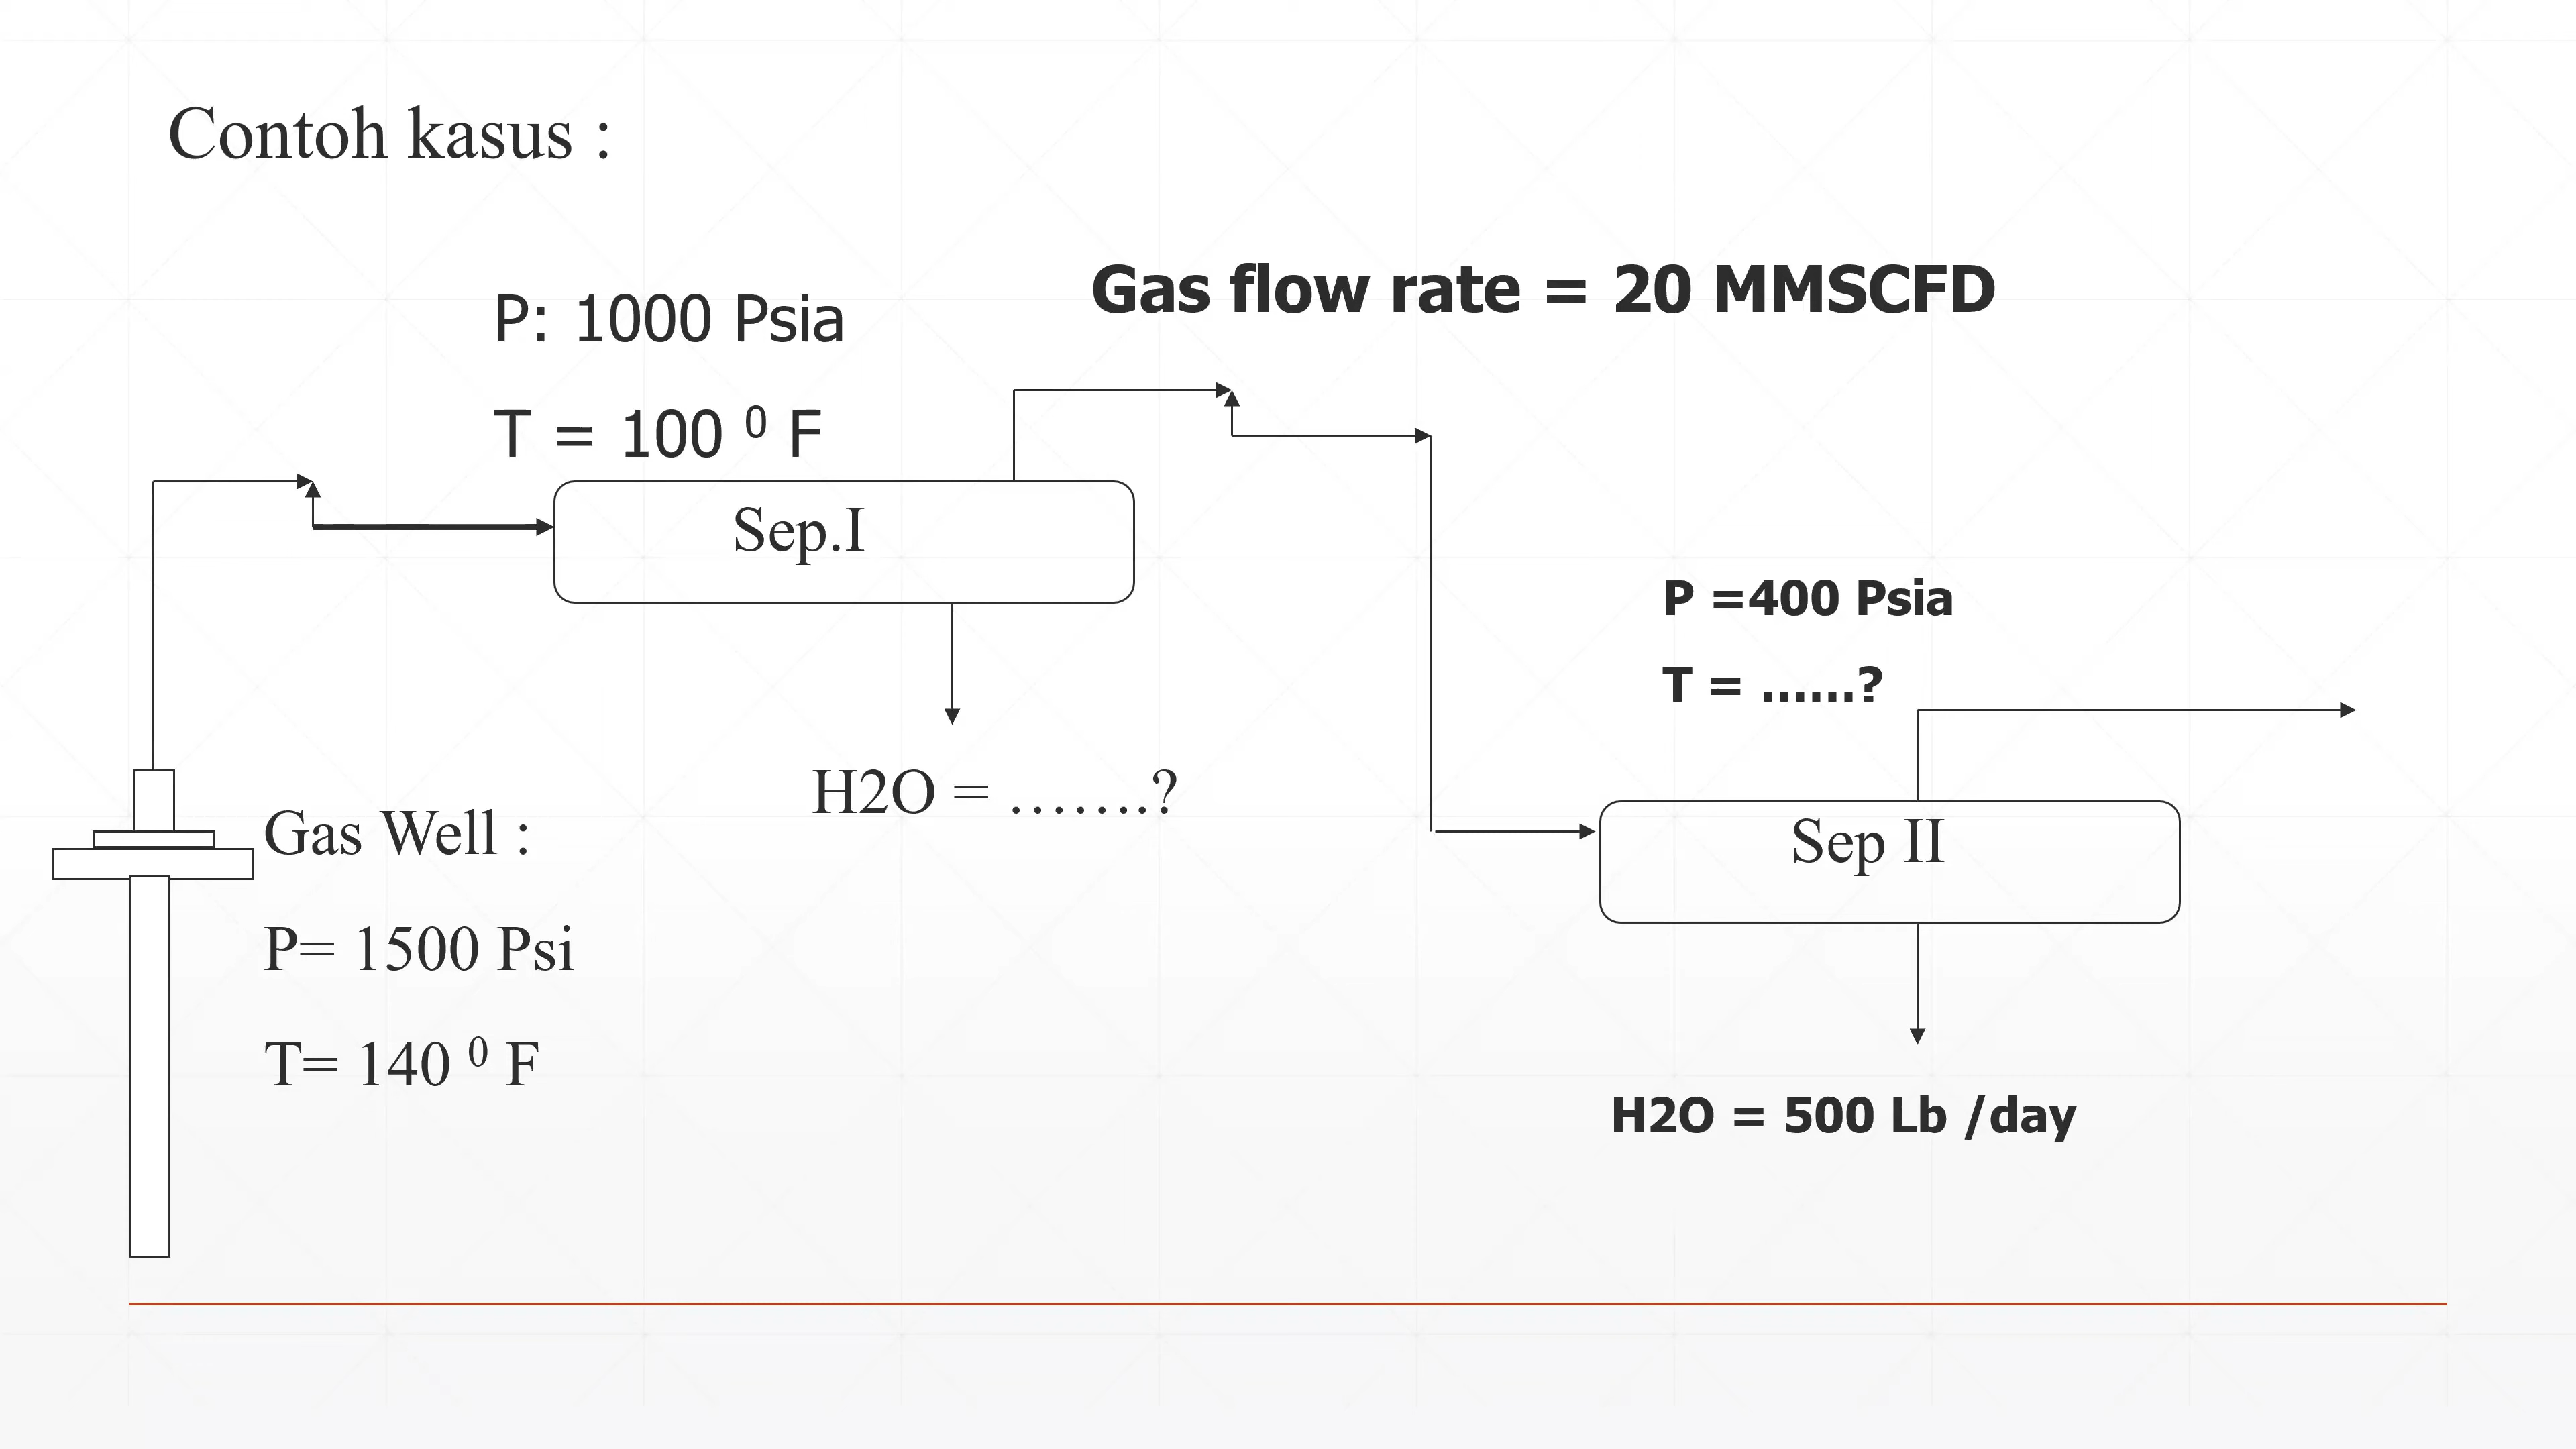 Contoh kasus :
Gas flow rate = 20 MMSCFD
P: 1000 Psia
T = 100 ⁰ F
Sep.I
H2O = …….?
P =400 Psia
T = ......?
Sep II
H2O = 500 Lb /day
Gas Well :
P= 1500 Psi
T= 140 ⁰ F